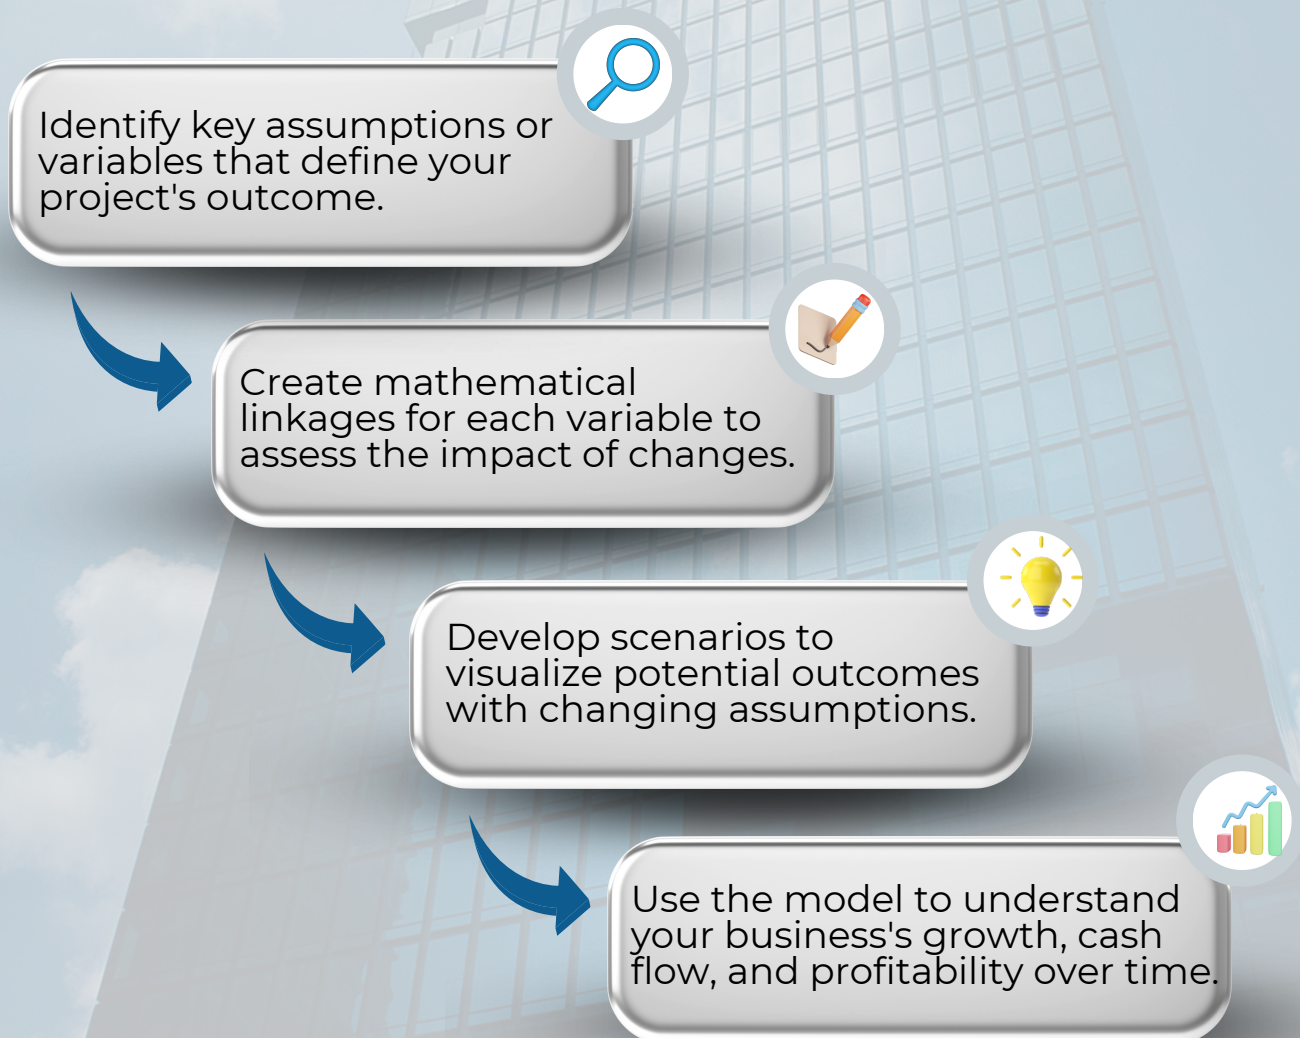 Identify key assumptions or
variables that define your
project's outcome.
Create mathematical
linkages for each variable to
assess the impact of changes.
Develop scenarios to
visualize potential outcomes
with changing assumptions.
Use the model to understand
your business's growth, cash
flow, and profitability over time.